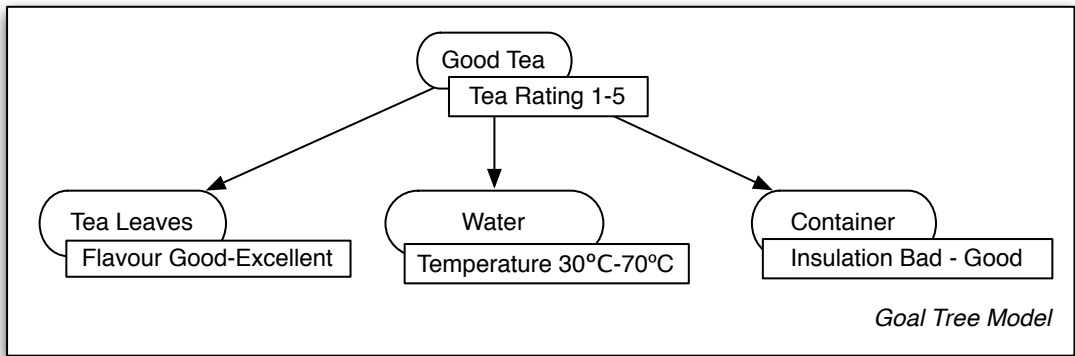 Good Tea
Tea Rating 1-5
Tea Leaves
Flavour Good-Excellent
Water
Temperature 30°C-70ºC
Container
Insulation Bad - Good
Goal Tree Model